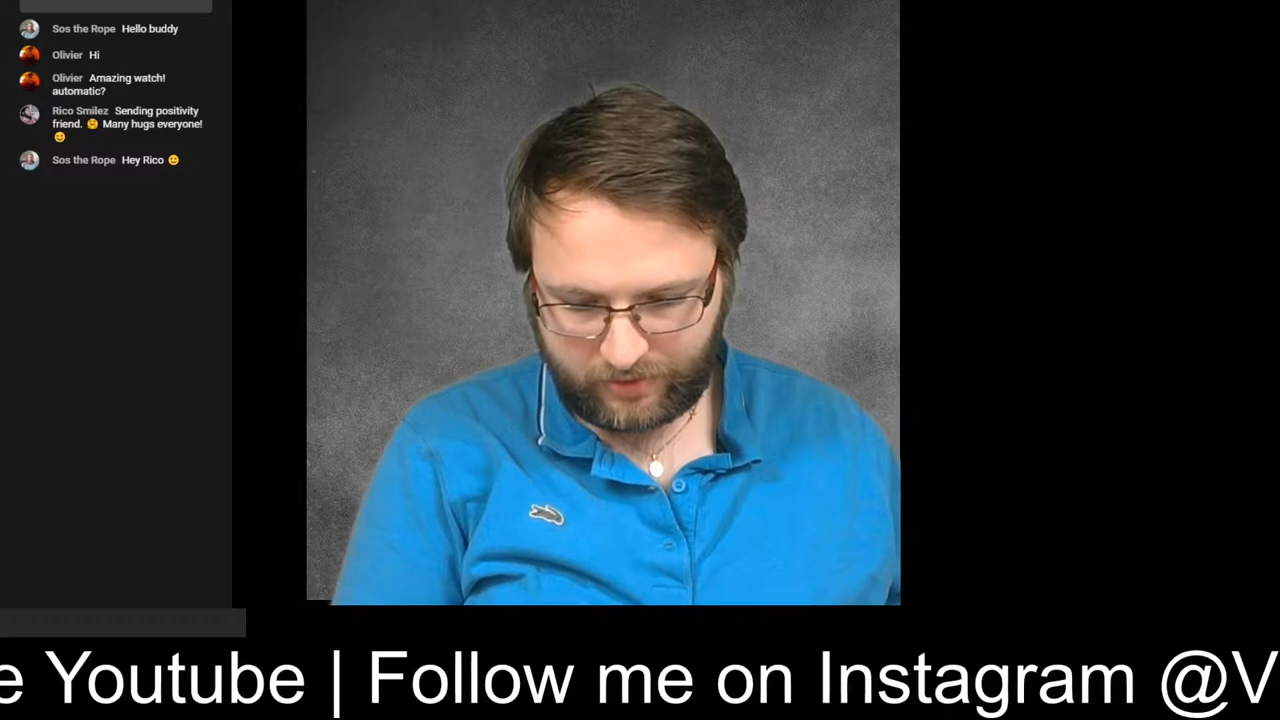 Sos the Rope Hello buddy
Olivier Hi
Olivier Amazing watch!
automatic?
Rico Smilez Sending positivity
friend. 🤗 Many hugs everyone!
😊
Sos the Rope Hey Rico 🙂
e Youtube | Follow me on Instagram @V